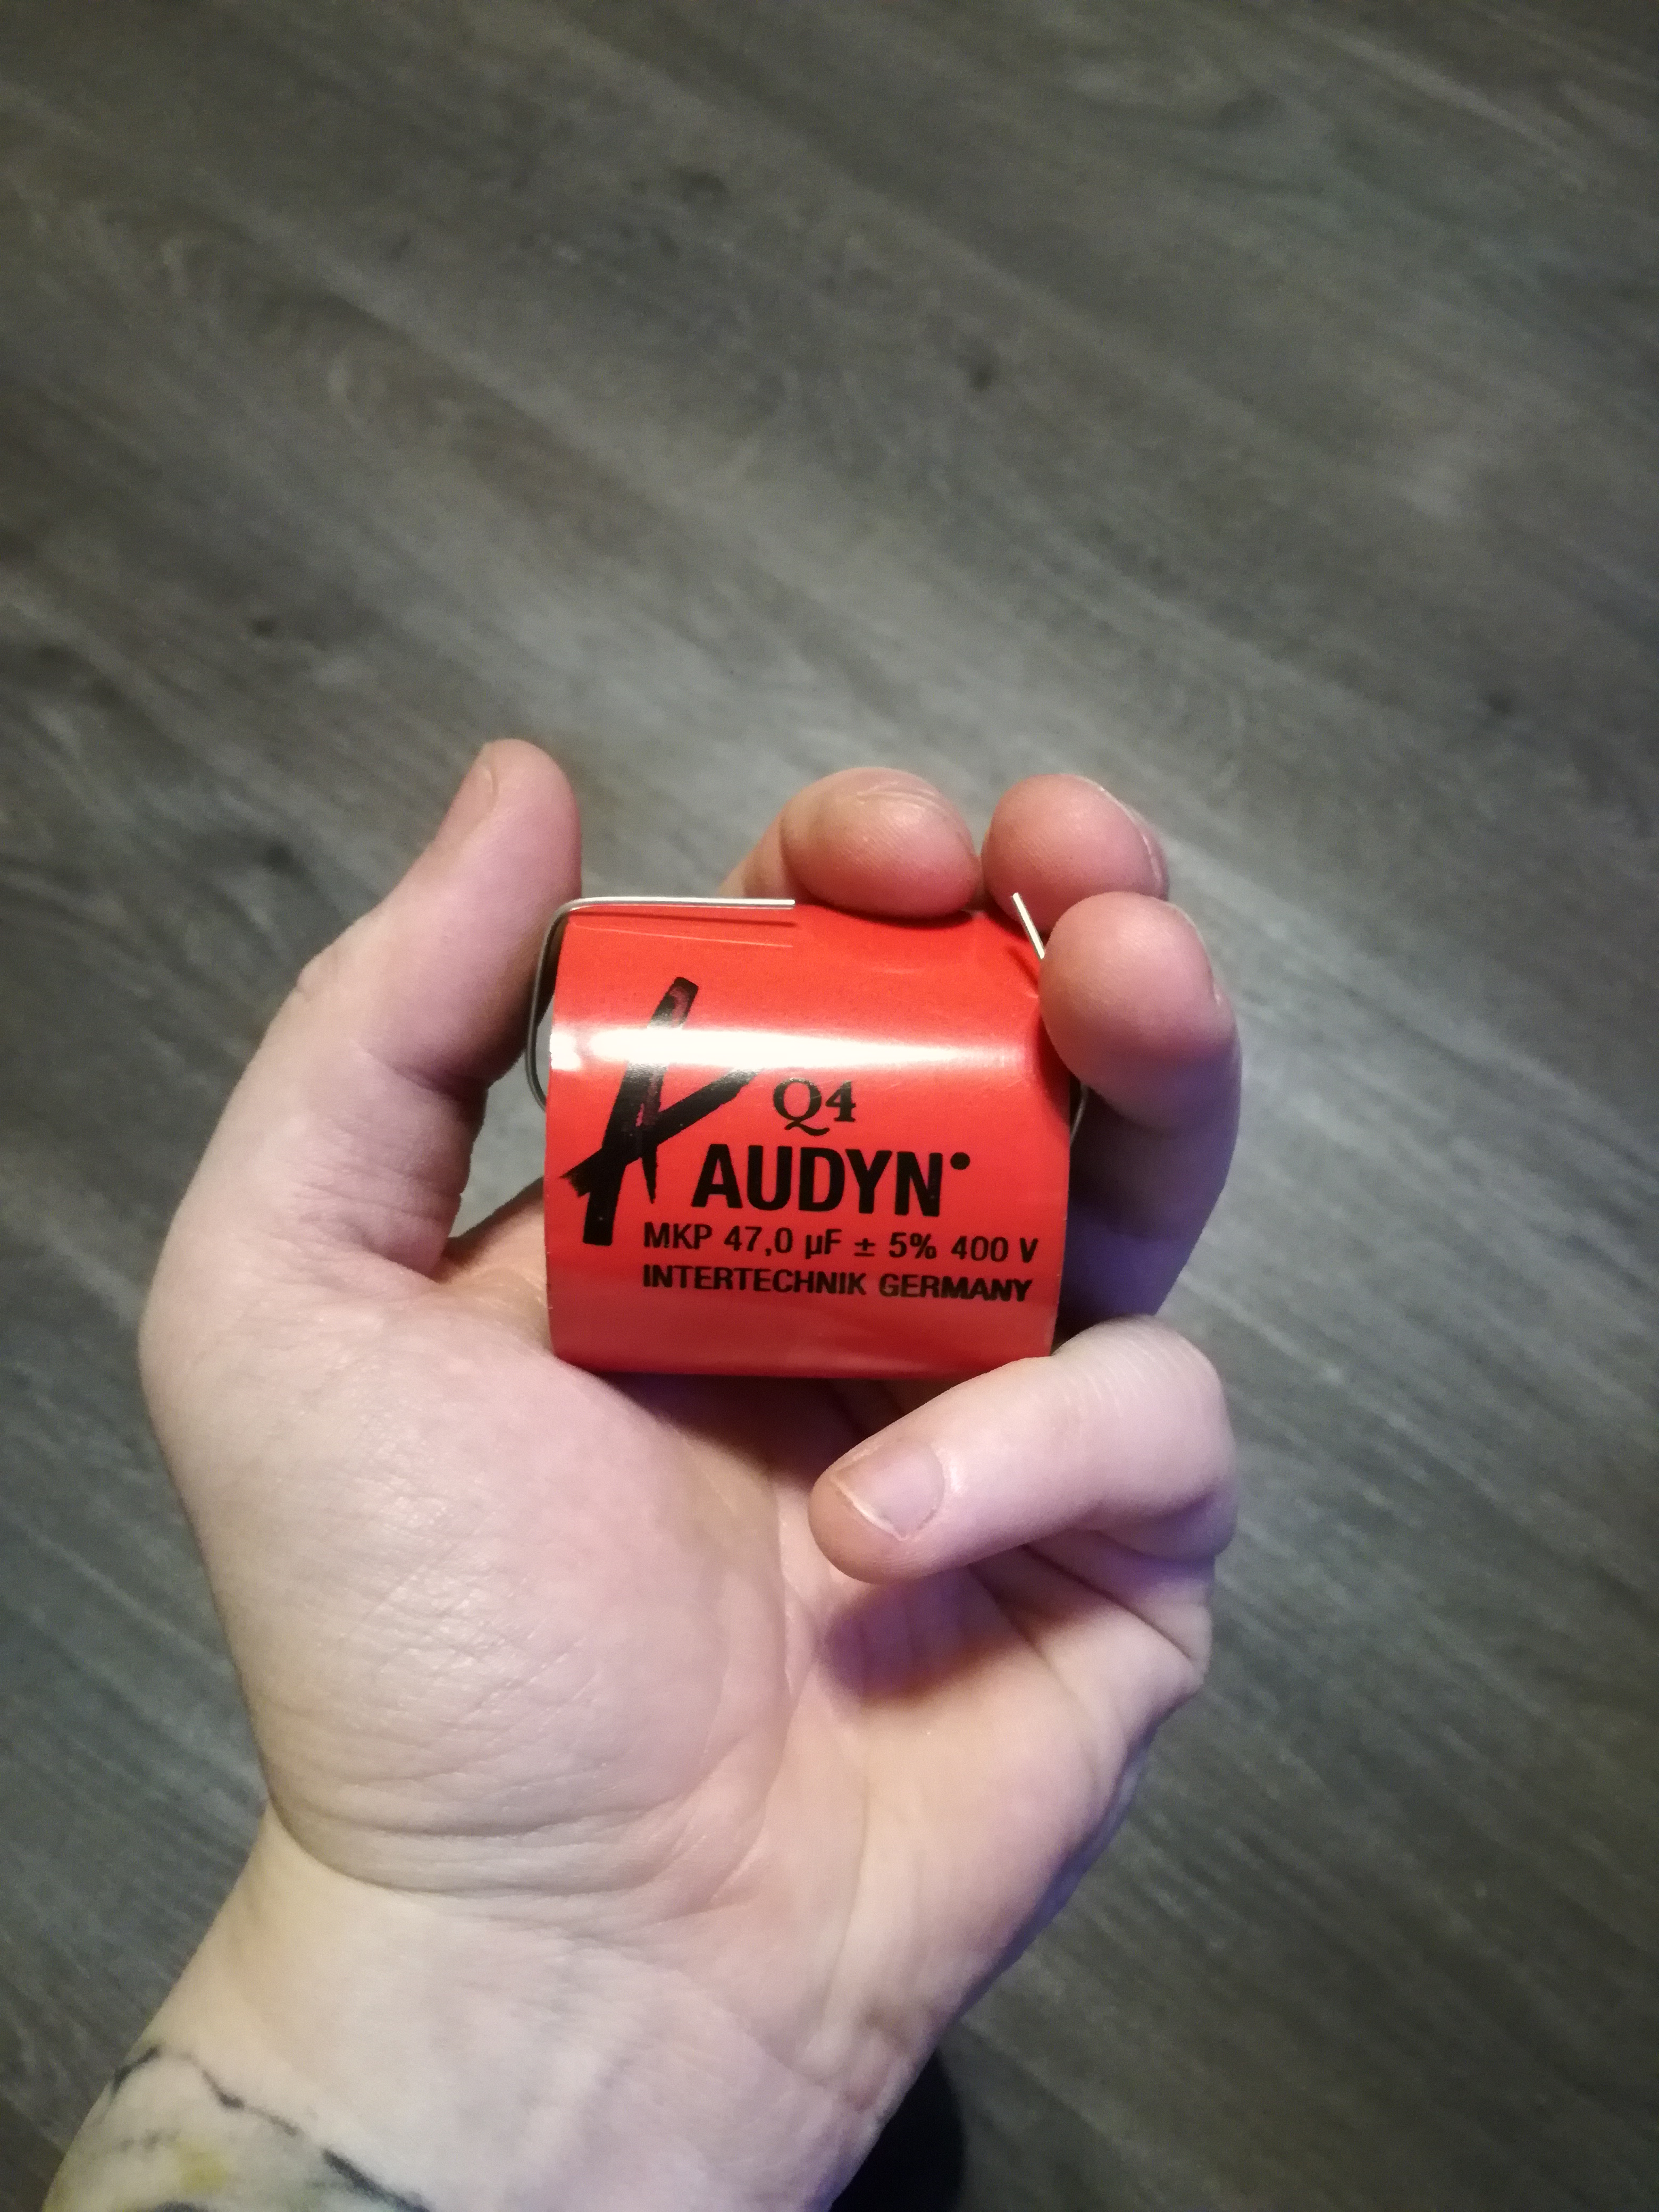 Q4
AUDYN
MKP 47,0 µF ± 5% 400 V
INTERTECHNIK GERMANY